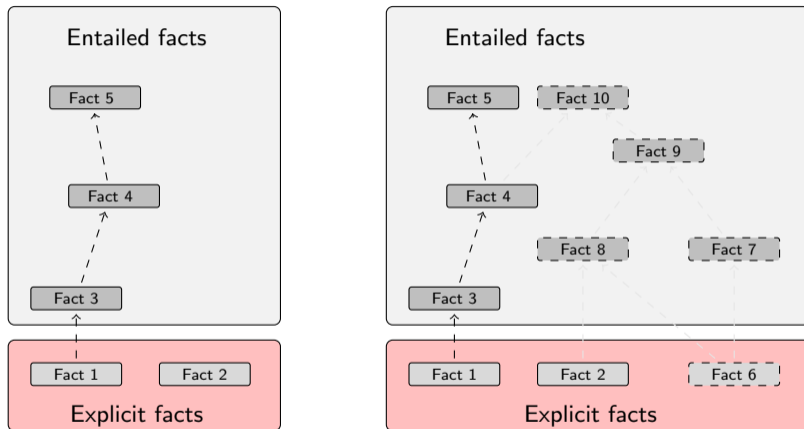 Entailed facts
Fact 5
Fact 4
Fact 3
Fact 1
Fact 2
Explicit facts
Entailed facts
Fact 5
Fact 10
Fact 9
Fact 4
Fact 8
Fact 7
Fact 3
Fact 1
Fact 2
Fact 6
Explicit facts